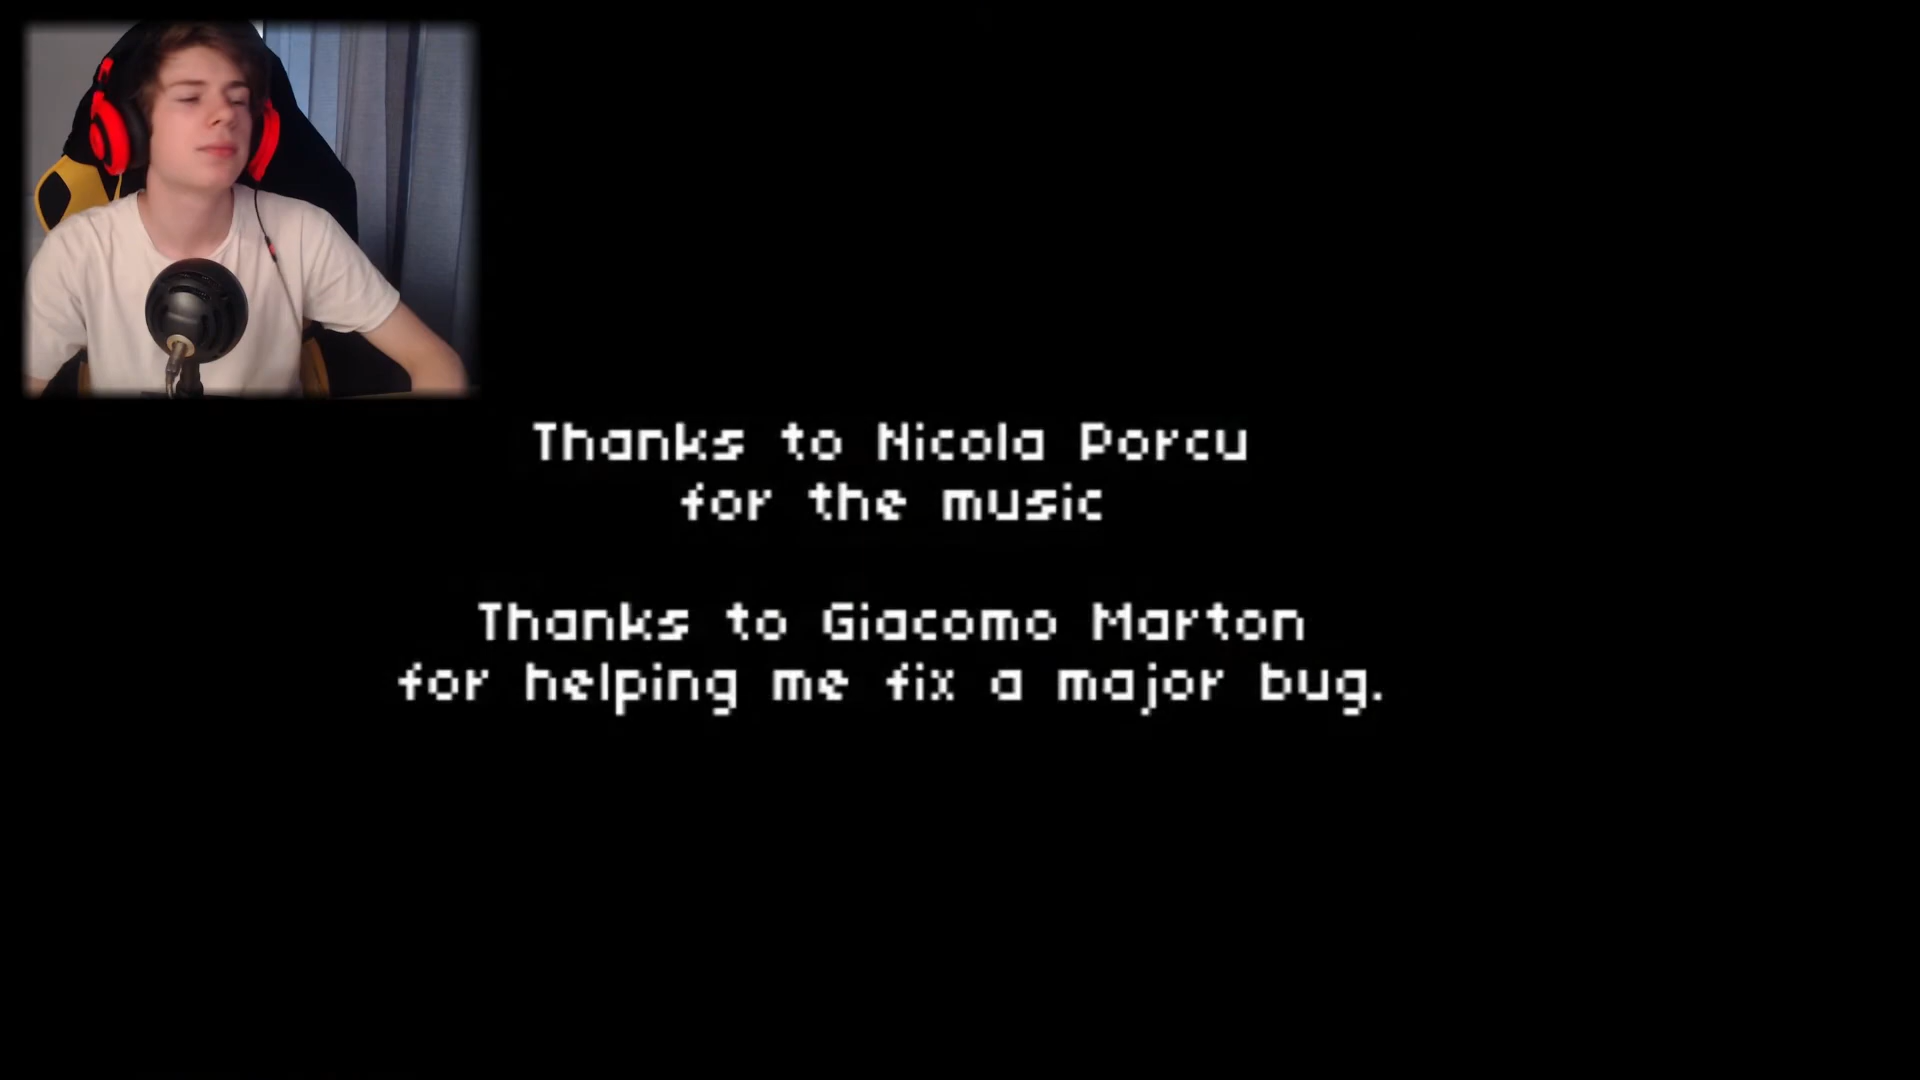 Thanks to Nicola Porcu
for the music
Thanks to Giacomo Marton
for helping me fix a major bug.